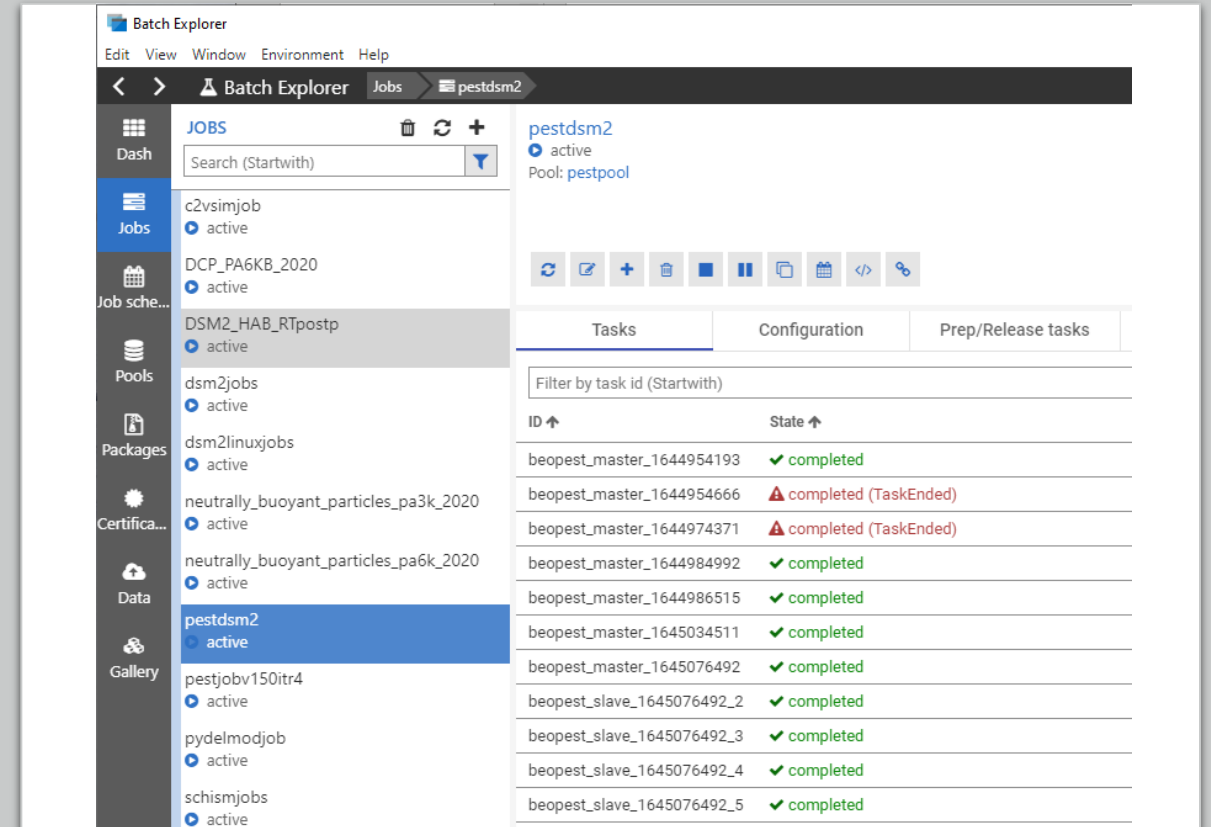 Batch Explorer
Edit View Window Environment Help
Batch Explorer Jobs pestdsm2
Dash
Jobs
Job sche...
Pools
Packages
Certifica...
Data
Gallery
JOBS
Search (Startwith)
c2vsimjob
active
DCP_PA6KB_2020
active
DSM2_HAB_RTpostp
active
dsm2jobs
active
dsm2linuxjobs
active
neutrally_buoyant_particles_pa3k_2020
active
neutrally_buoyant_particles_pa6k_2020
active
pestdsm2
active
pestjobv150itr4
active
pydelmodjob
active
schismjobs
active
pestdsm2
active
Pool: pestpool
Tasks Configuration Prep/Release tasks
Filter by task id (Startwith)
ID State
beopest_master_1644954193 completed
beopest_master_1644954666 completed (TaskEnded)
beopest_master_1644974371 completed (TaskEnded)
beopest_master_1644984992 completed
beopest_master_1644986515 completed
beopest_master_1645034511 completed
beopest_master_1645076492 completed
beopest_slave_1645076492_2 completed
beopest_slave_1645076492_3 completed
beopest_slave_1645076492_4 completed
beopest_slave_1645076492_5 completed